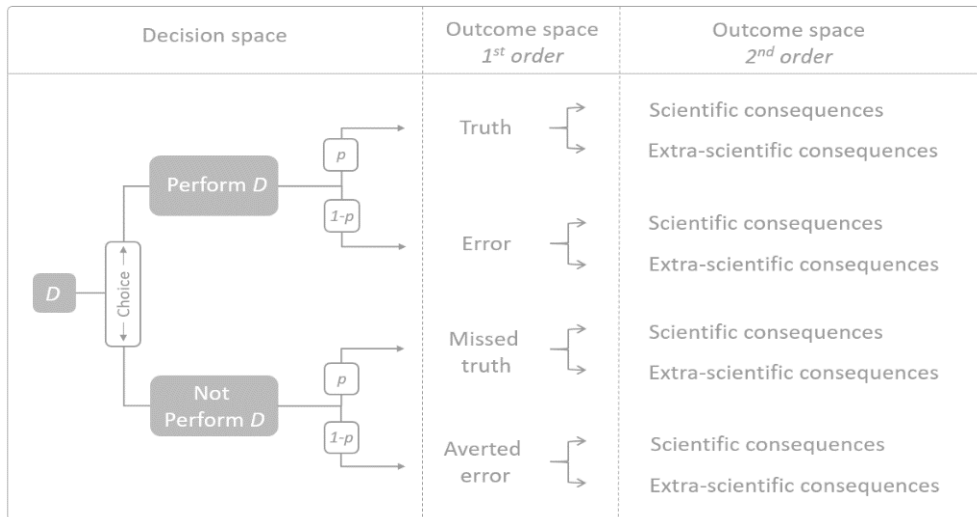 Decision space
Outcome space
1st order
Outcome space
2nd order
Truth
Scientific consequences
Extra-scientific consequences
p
Perform D
1-p
Error
Scientific consequences
Extra-scientific consequences
D
Choice
Missed
truth
Scientific consequences
Extra-scientific consequences
p
Not
Perform D
1-p
Averted
error
Scientific consequences
Extra-scientific consequences